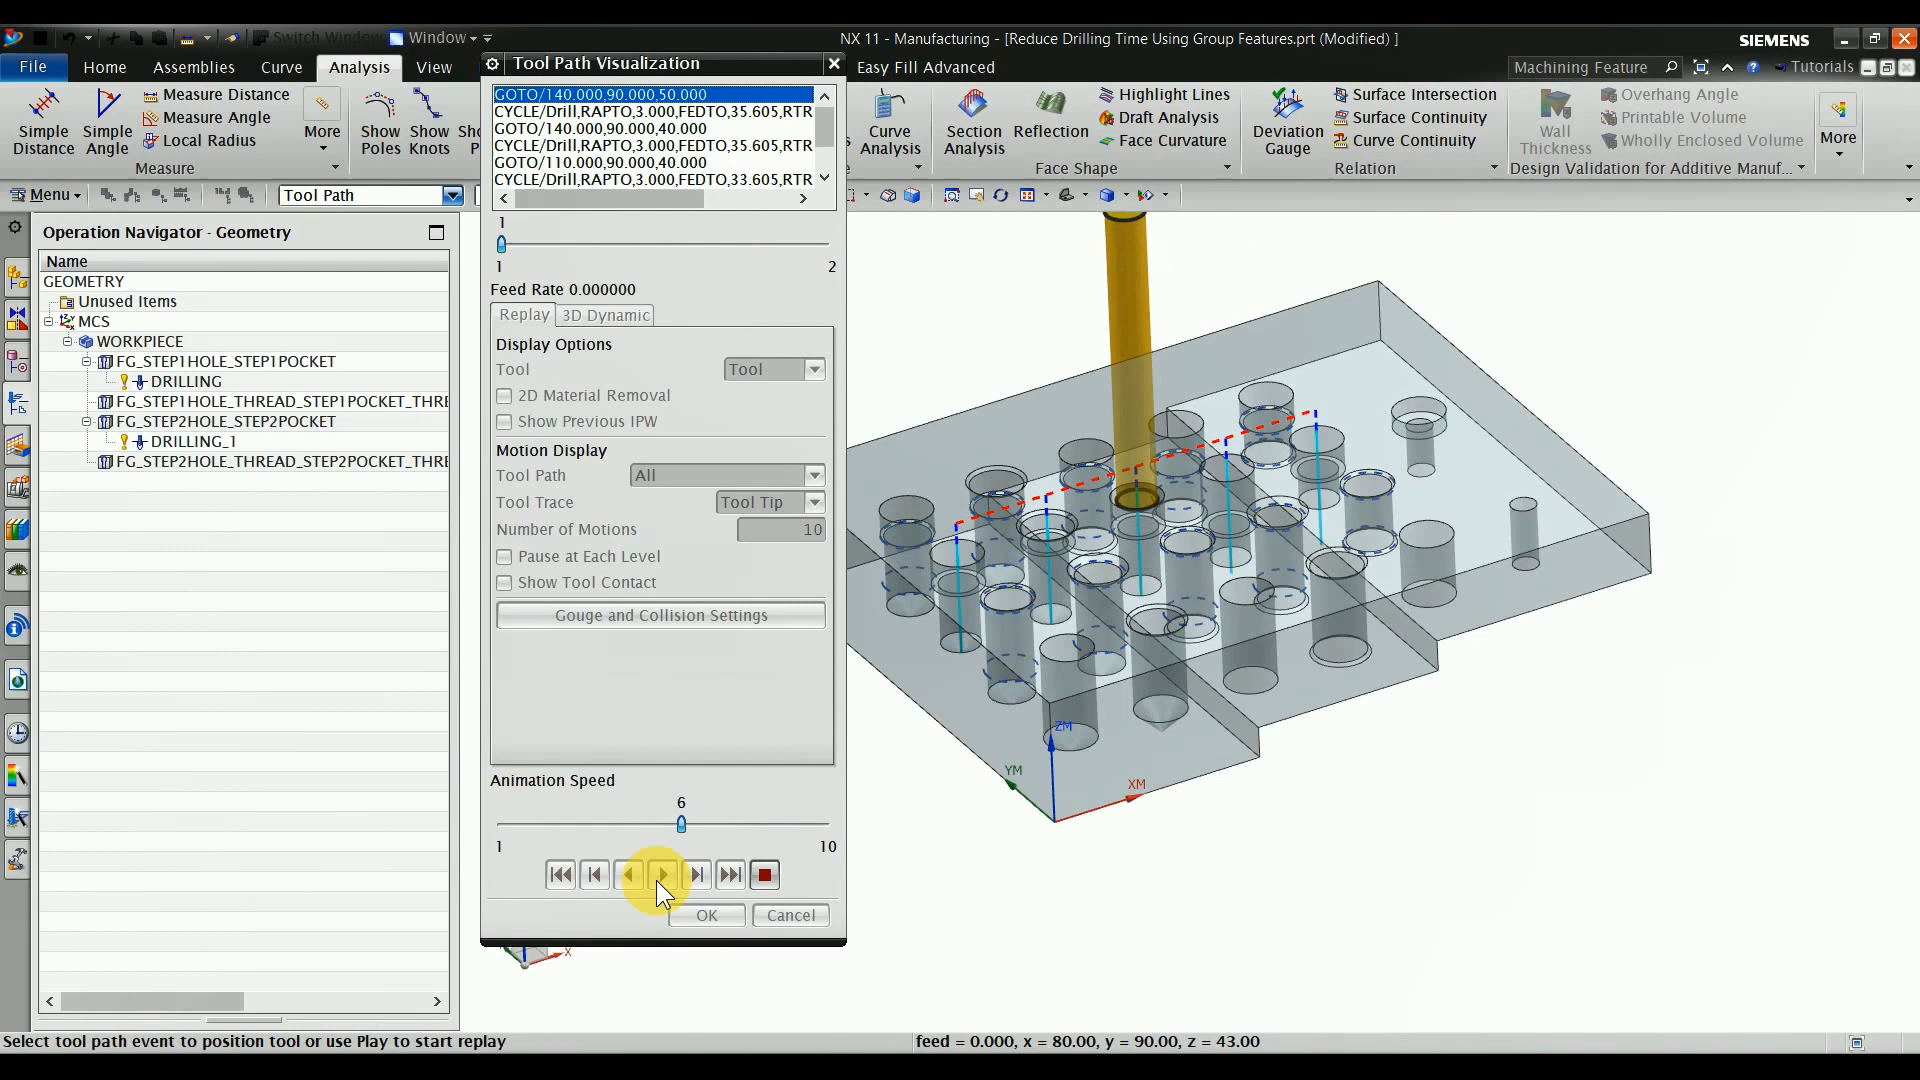 Switch Window
Window
NX 11 - Manufacturing - [Reduce Drilling Time Using Group Features.prt (Modified) ]
SIEMENS
File
Home
Assemblies
Curve
Analysis
View
Easy Fill Advanced
Machining Feature
Tutorials
Simple Distance
Simple Angle
Measure Distance
Measure Angle
Local Radius
More
Measure
Show Poles
Show Knots
Curve Analysis
Section Analysis
Reflection
Highlight Lines
Draft Analysis
Face Curvature
Face Shape
Deviation Gauge
Surface Intersection
Surface Continuity
Curve Continuity
Relation
Wall Thickness
Overhang Angle
Printable Volume
Wholly Enclosed Volume
Design Validation for Additive Manuf...
More
Menu
Tool Path
Operation Navigator - Geometry
Name
GEOMETRY
Unused Items
MCS
WORKPIECE
FG_STEP1HOLE_STEP1POCKET
DRILLING
FG_STEP1HOLE_THREAD_STEP1POCKET_THRE
FG_STEP2HOLE_STEP2POCKET
DRILLING_1
FG_STEP2HOLE_THREAD_STEP2POCKET_THRE
Tool Path Visualization
GOTO/140.000,90.000,50.000
CYCLE/Drill,RAPTO,3.000,FEDTO,35.605,RTR
GOTO/140.000,90.000,40.000
CYCLE/Drill,RAPTO,3.000,FEDTO,35.605,RTR
GOTO/110.000,90.000,40.000
CYCLE/Drill,RAPTO,3.000,FEDTO,33.605,RTR
1
1
2
Feed Rate 0.000000
Replay
3D Dynamic
Display Options
Tool
Tool
2D Material Removal
Show Previous IPW
Motion Display
Tool Path
All
Tool Trace
Tool Tip
Number of Motions
10
Pause at Each Level
Show Tool Contact
Gouge and Collision Settings
Animation Speed
6
1
10
OK
Cancel
ZM
YM
XM
X
Select tool path event to position tool or use Play to start replay
feed = 0.000, x = 80.00, y = 90.00, z = 43.00